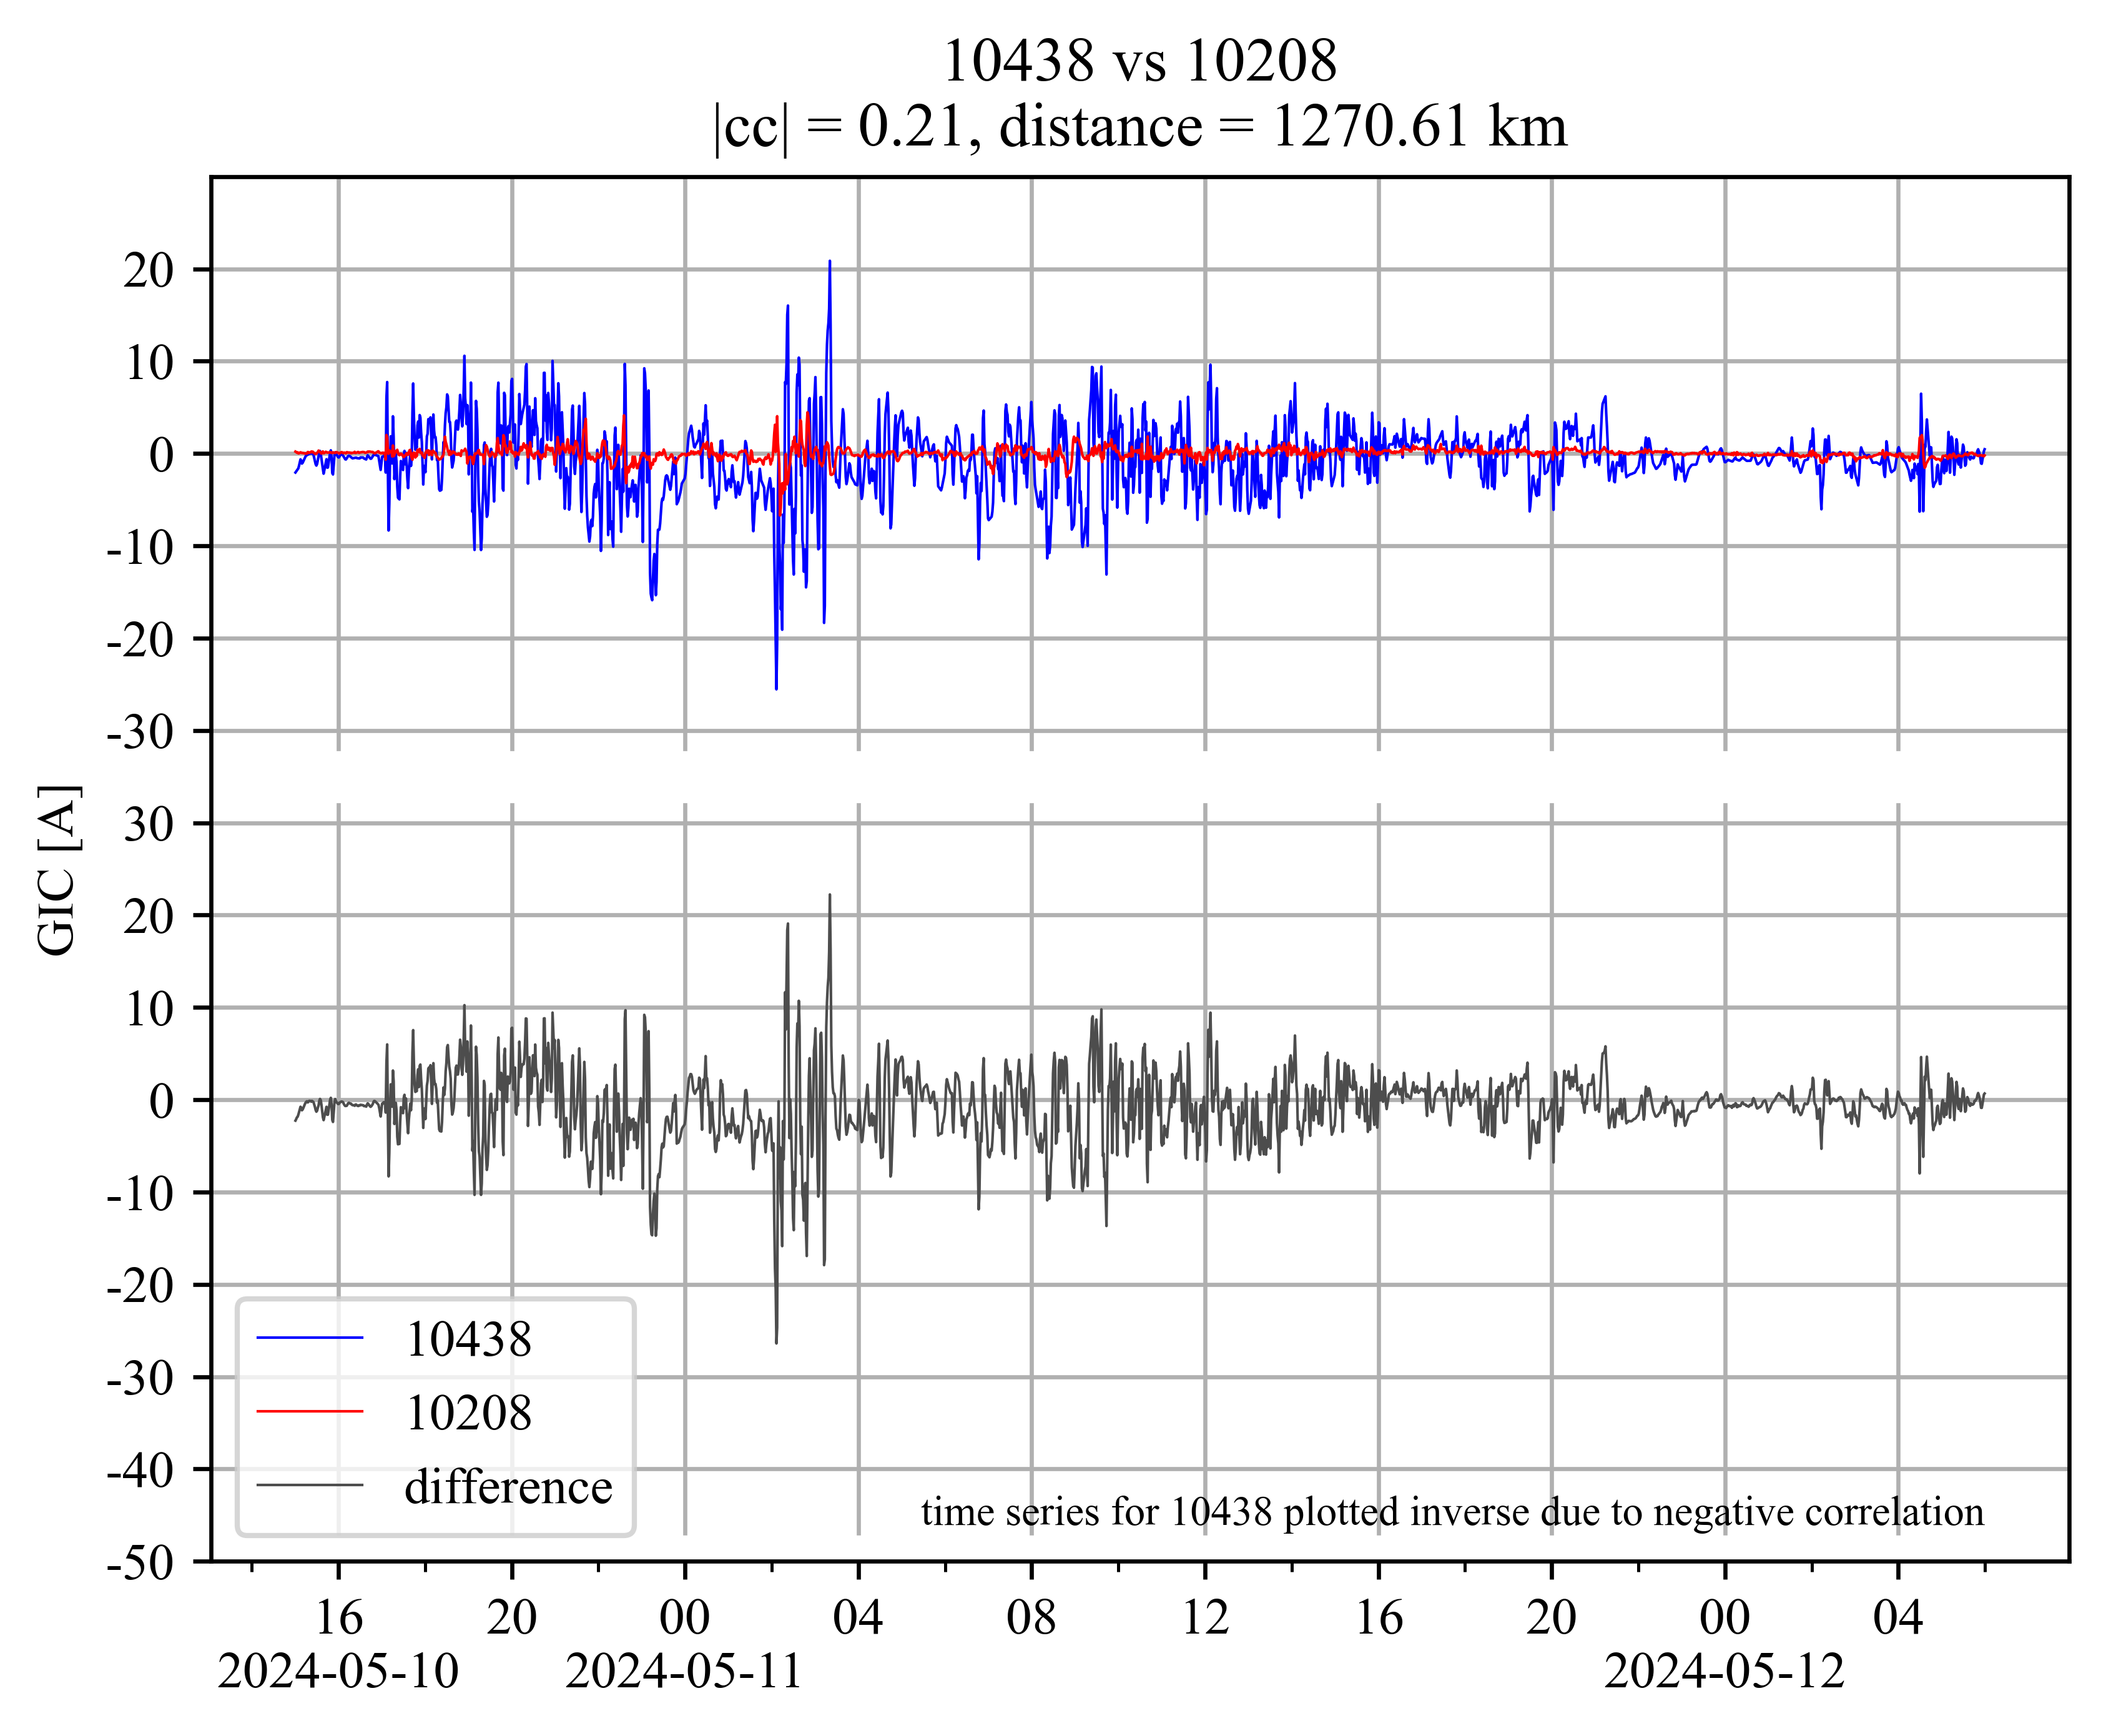 10438 vs 10208
|cc| = 0.21, distance = 1270.61 km
20
10
0
-10
-20
-30
30
20
10
0
-10
-20
-30
-40
-50
GIC [A]
10438
10208
difference
time series for 10438 plotted inverse due to negative correlation
16 20 00 04 08 12 16 20 00 04
2024-05-10 2024-05-11 2024-05-12